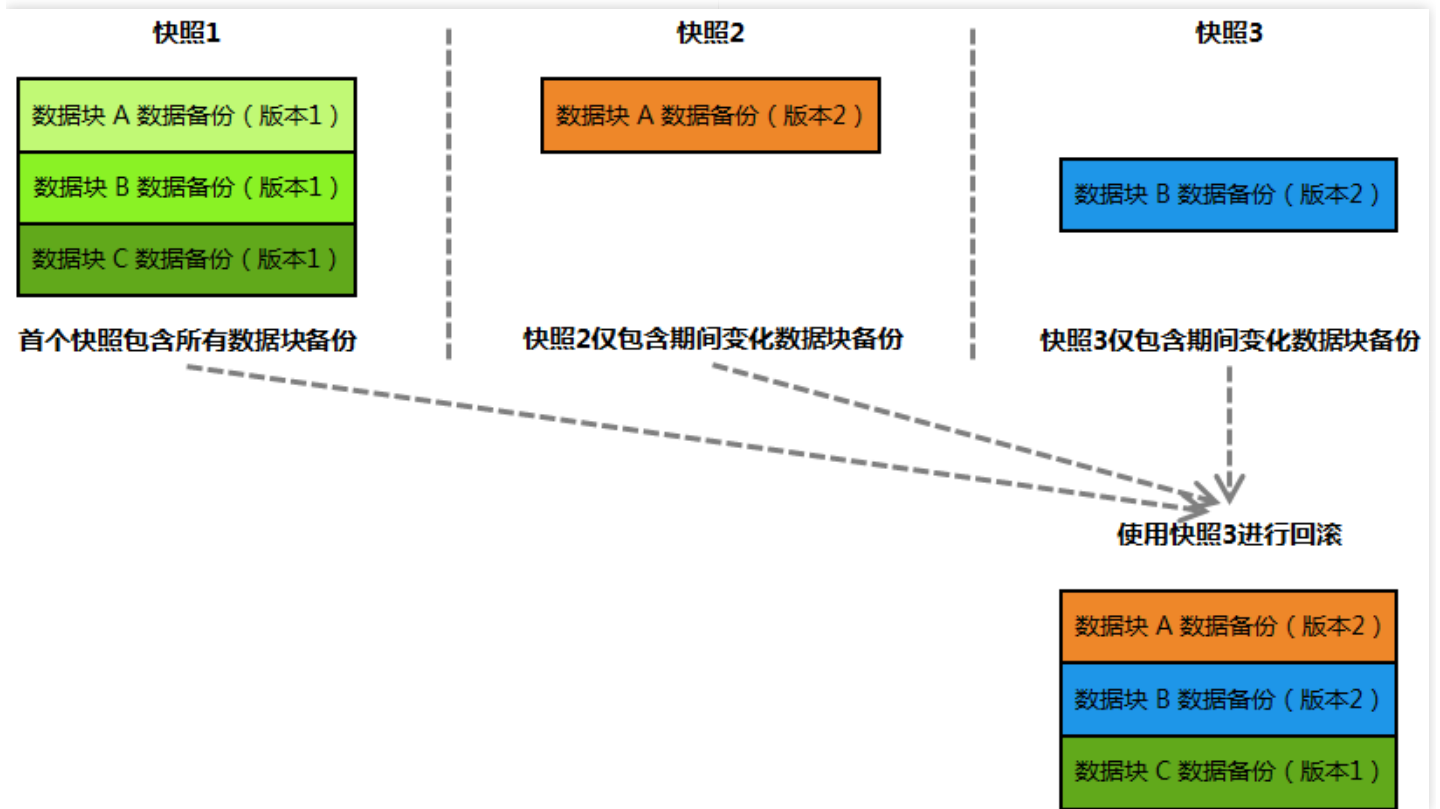 快照1
快照2
快照3
数据块 A 数据备份（版本1）
数据块 B 数据备份（版本1）
数据块 C 数据备份（版本1）
数据块 A 数据备份（版本2）
数据块 B 数据备份（版本2）
首个快照包含所有数据块备份
快照2仅包含期间变化数据块备份
快照3仅包含期间变化数据块备份
使用快照3进行回滚
数据块 A 数据备份（版本2）
数据块 B 数据备份（版本2）
数据块 C 数据备份（版本1）